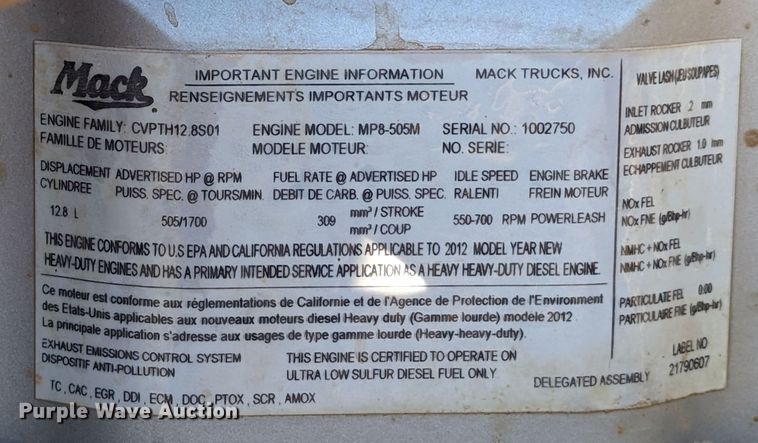 Mack
IMPORTANT ENGINE INFORMATION MACK TRUCKS, INC.
RENSEIGNEMENTS IMPORTANTS MOTEUR
ENGINE FAMILY: CVPTH12.8S01 ENGINE MODEL: MP8-505M SERIAL NO.: 1002750
FAMILLE DE MOTEURS: MODELE MOTEUR: NO. SERIE:
DISPLACEMENT ADVERTISED HP @ RPM FUEL RATE @ ADVERTISED HP IDLE SPEED ENGINE BRAKE
CYLINDREE PUISS. SPEC. @ TOURS/MIN. DEBIT DE CARB. @ PUISS. SPEC. RALENTI FREIN MOTEUR
12.8 L 505/1700 309 mm³ / STROKE 550-700 RPM POWERLEASH
mm³ / COUP
THIS ENGINE CONFORMS TO U.S EPA AND CALIFORNIA REGULATIONS APPLICABLE TO 2012 MODEL YEAR NEW
HEAVY-DUTY ENGINES AND HAS A PRIMARY INTENDED SERVICE APPLICATION AS A HEAVY HEAVY-DUTY DIESEL ENGINE.
Ce moteur est conforme aux réglementations de Californie et de l'Agence de Protection de l'Environment
des Etats-Unis applicables aux nouveaux moteurs diesel Heavy duty (Gamme lourde) modèle 2012
La principale application s'adresse aux usages de type gamme lourde (Heavy-heavy-duty).
EXHAUST EMISSIONS CONTROL SYSTEM THIS ENGINE IS CERTIFIED TO OPERATE ON
DISPOSITIF ANTI-POLLUTION ULTRA LOW SULFUR DIESEL FUEL ONLY.
DELEGATED ASSEMBLY
TC , CAC , EGR , DDI , ECM , DOC , PTOX , SCR , AMOX
VALVE LASH (JEU SOUPAPES)
INLET ROCKER .2 mm
ADMISSION CULBUTEUR
EXHAUST ROCKER 1.0 mm
ECHAPPEMENT CULBUTEUR
NOx FEL
NOx FNE (g/Bhp-hr)
NMHC + NOx FEL
NMHC + NOx FNE (g/Bhp-hr)
PARTICULATE FEL 0.00
PARTICULAIRE FNE (g/Bhp-hr)
LABEL NO
21790607
Purple Wave Auction